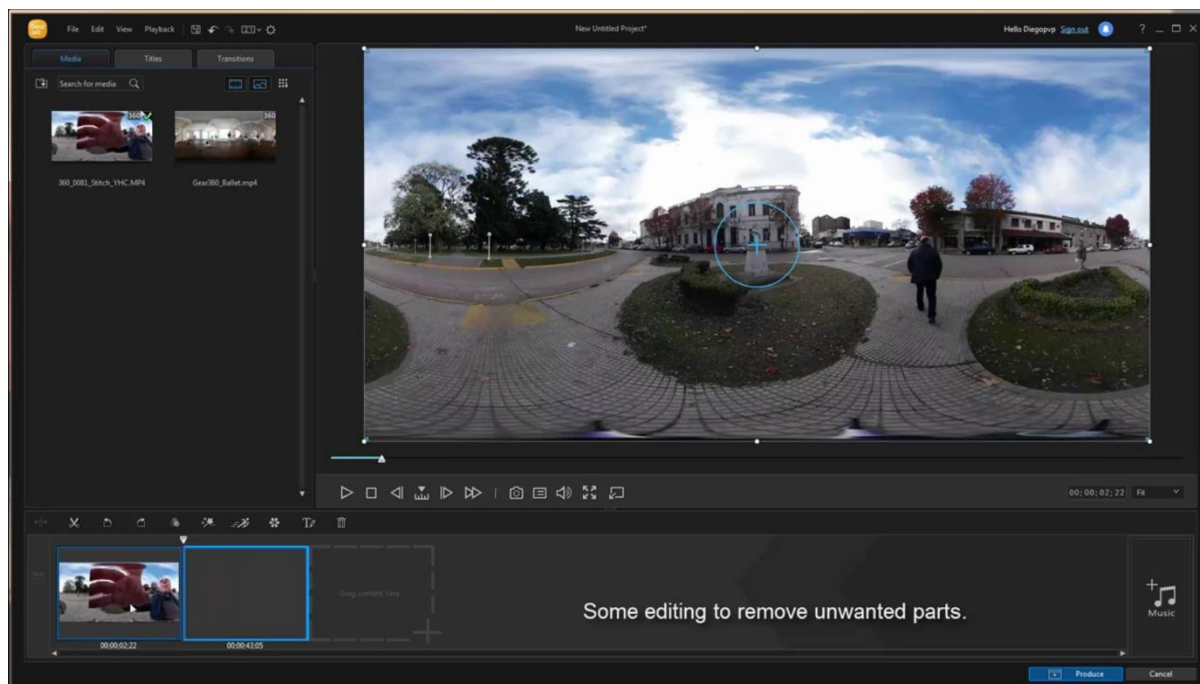 File Edit View Playback
New Untitled Project*
Hello Diegopvp Sign out
Media Titles Transitions
Search for media
360
360
360_0081_Stitch_YHC.MP4 Gear360_Ballet.mp4
00;00;02;22 Fit
Drag content here
Some editing to remove unwanted parts.
Music
00;00;02;22 00;00;43;05
Produce Cancel